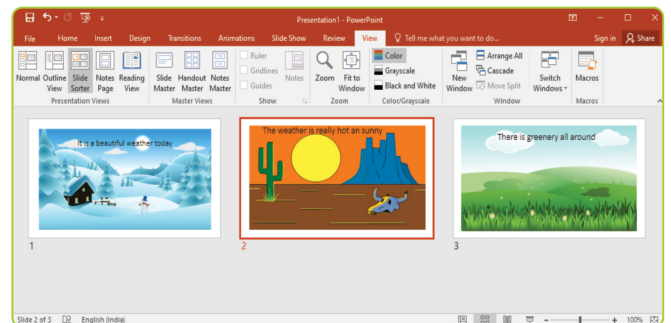 Presentation1 - PowerPoint
File Home Insert Design Transitions Animations Slide Show Review View Tell me what you want to do... Sign in Share
Normal Outline View Slide Sorter Notes Page Reading View
Presentation Views
Slide Master Handout Master Notes Master
Master Views
Ruler
Gridlines
Guides
Notes
Show
Zoom Fit to Window
Zoom
Color
Grayscale
Black and White
Color/Grayscale
New Window
Arrange All
Cascade
Move Split
Switch Windows
Window
Macros
Macros
It is a beautiful weather today
The weather is really hot an sunny
There is greenery all around
1
2
3
Slide 2 of 3 English (India) 100%